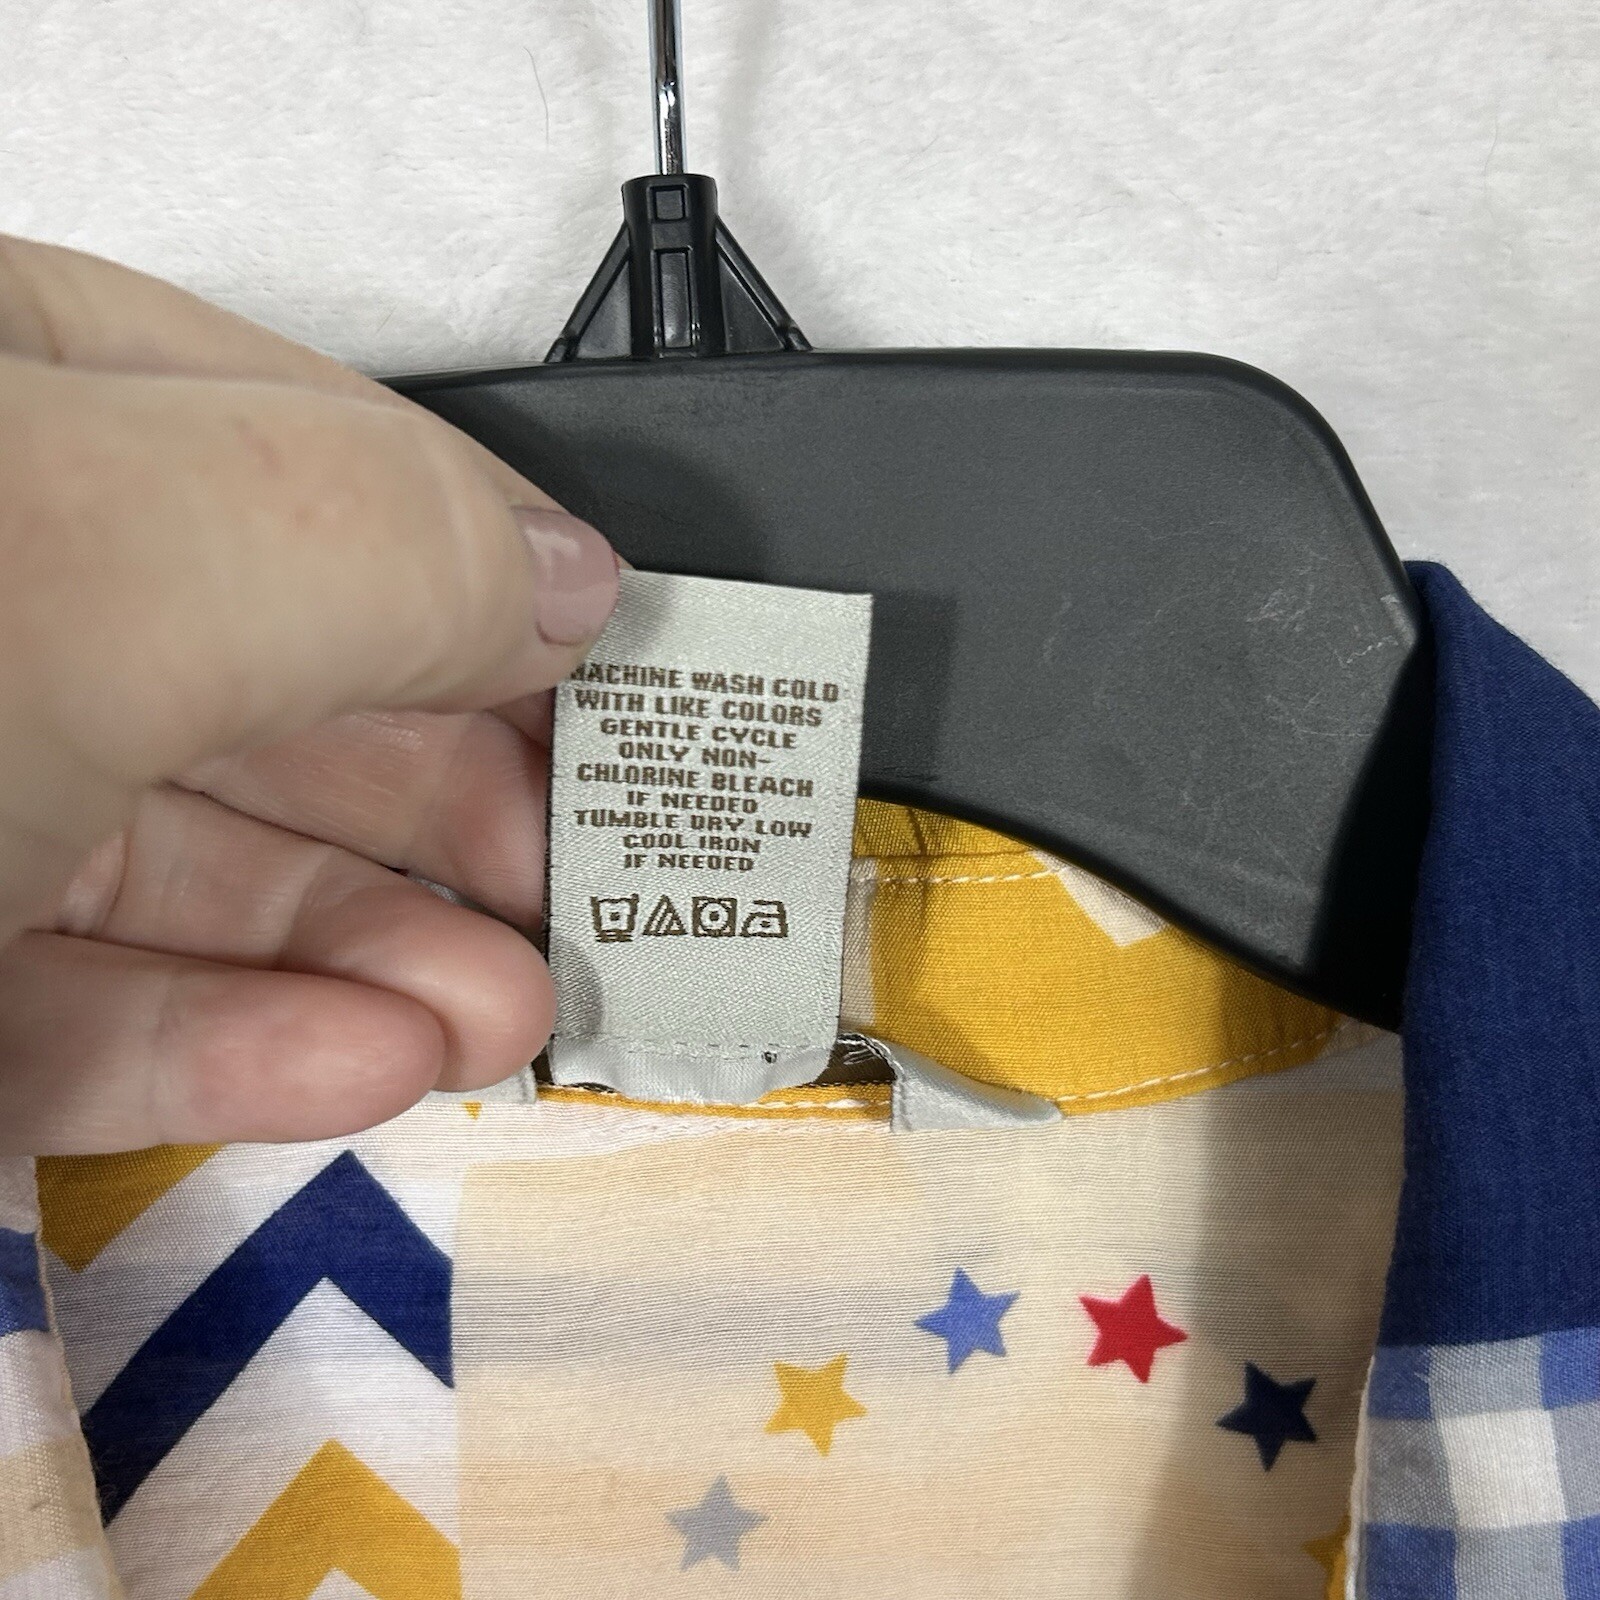 MACHINE WASH COLD
WITH LIKE COLORS
GENTLE CYCLE
ONLY NON-
CHLORINE BLEACH
IF NEEDED
TUMBLE DRY LOW
COOL IRON
IF NEEDED